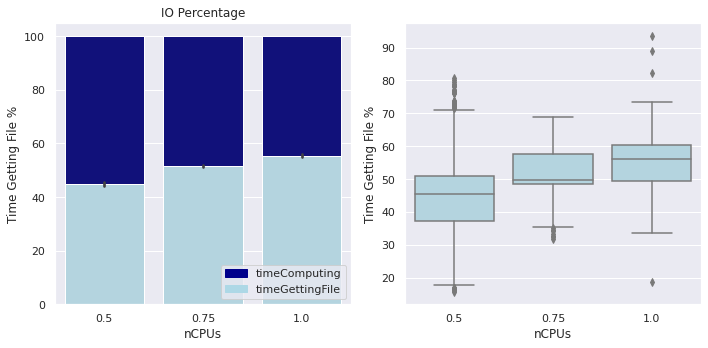 IO Percentage
Time Getting File %
100
80
60
40
20
0
0.5
0.75
1.0
nCPUs
timeComputing
timeGettingFile
Time Getting File %
90
80
70
60
50
40
30
20
0.5
0.75
1.0
nCPUs